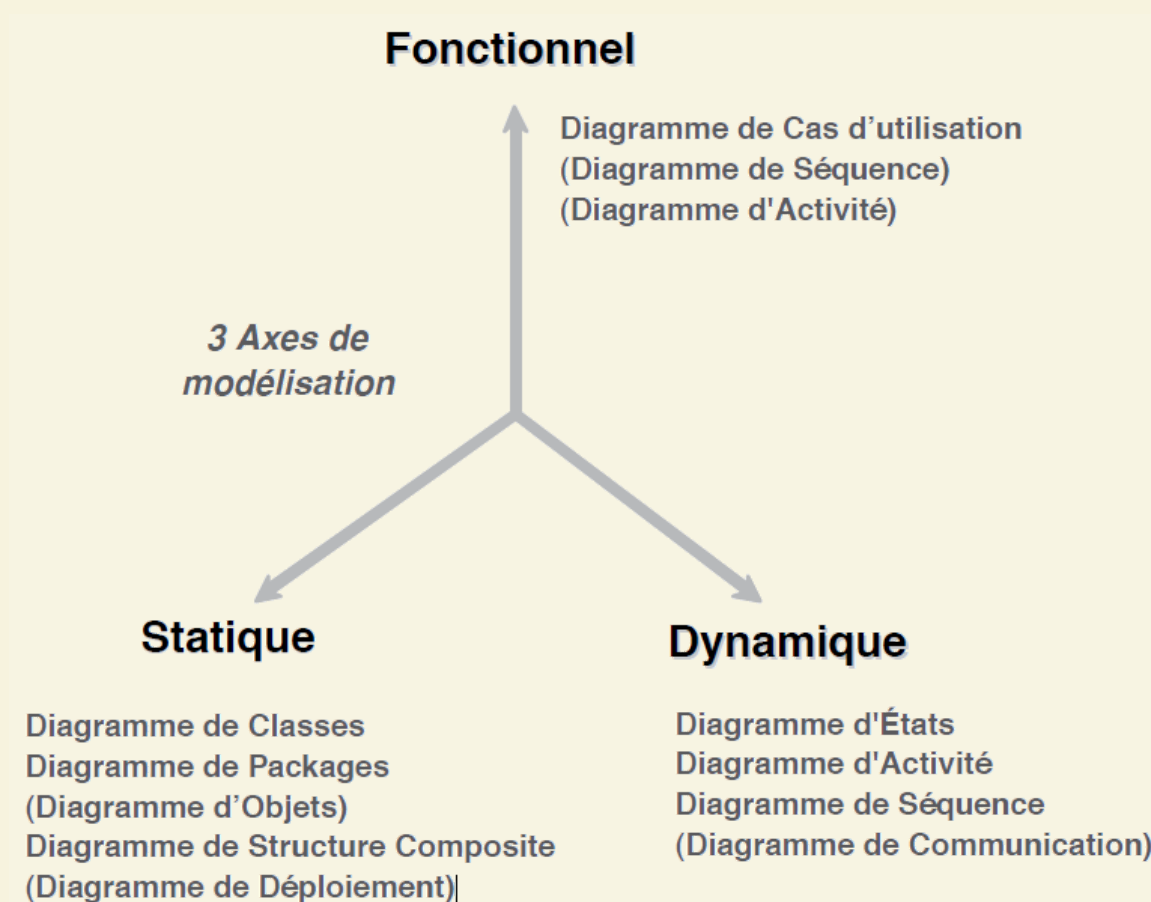 Fonctionnel
Diagramme de Cas d’utilisation
(Diagramme de Séquence)
(Diagramme d'Activité)
3 Axes de
modélisation
Statique
Diagramme de Classes
Diagramme de Packages
(Diagramme d’Objets)
Diagramme de Structure Composite
(Diagramme de Déploiement)
Dynamique
Diagramme d'États
Diagramme d'Activité
Diagramme de Séquence
(Diagramme de Communication)